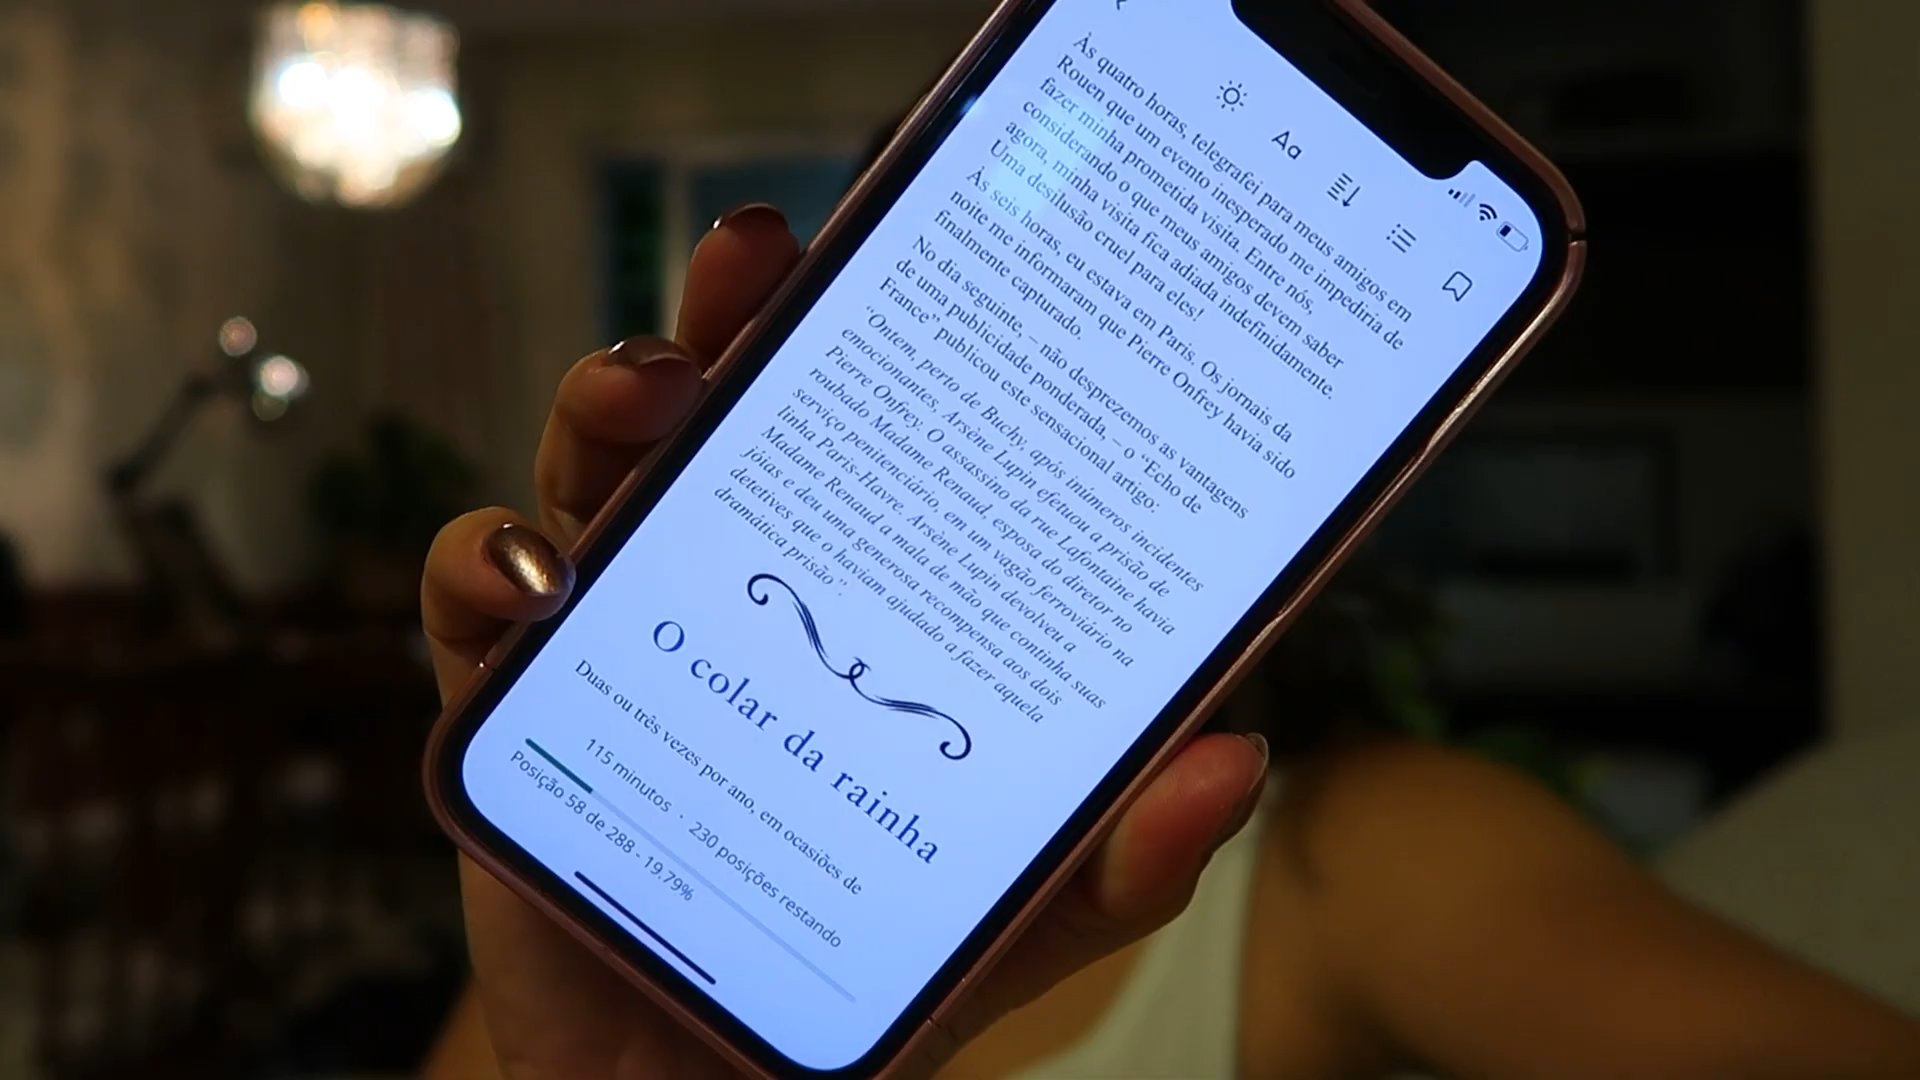 Aa
Às quatro horas, telegrafei para meus amigos em
Rouen que um evento inesperado me impediria de
fazer minha prometida visita. Entre nós,
considerando o que meus amigos devem saber
agora, minha visita fica adiada indefinidamente.
Uma desilusão cruel para eles!
Às seis horas, eu estava em Paris. Os jornais da
noite me informaram que Pierre Onfrey havia sido
finalmente capturado.
No dia seguinte, – não desprezemos as vantagens
de uma publicidade ponderada, – o “Echo de
France” publicou este sensacional artigo:
“Ontem, perto de Buchy, após inúmeros incidentes
emocionantes, Arsène Lupin efetuou a prisão de
Pierre Onfrey. O assassino da rue Lafontaine havia
roubado Madame Renaud, esposa do diretor no
serviço penitenciário, em um vagão ferroviário na
linha Paris-Havre. Arsène Lupin devolveu a
Madame Renaud a mala de mão que continha suas
jóias e deu uma generosa recompensa aos dois
detetives que o haviam ajudado a fazer aquela
dramática prisão”.
O colar da rainha
Duas ou três vezes por ano, em ocasiões de
115 minutos · 230 posições restando
Posição 58 de 288 - 19.79%